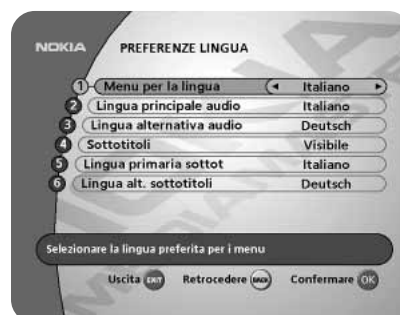 NOKIA PREFERENZE LINGUA
1 Menu per la lingua Italiano
2 Lingua principale audio Italiano
3 Lingua alternativa audio Deutsch
4 Sottotitoli Visibile
5 Lingua primaria sottot Italiano
6 Lingua alt. sottotitoli Deutsch
Selezionare la lingua preferita per i menu
Uscita EXIT Retrocedere BACK Confermare OK